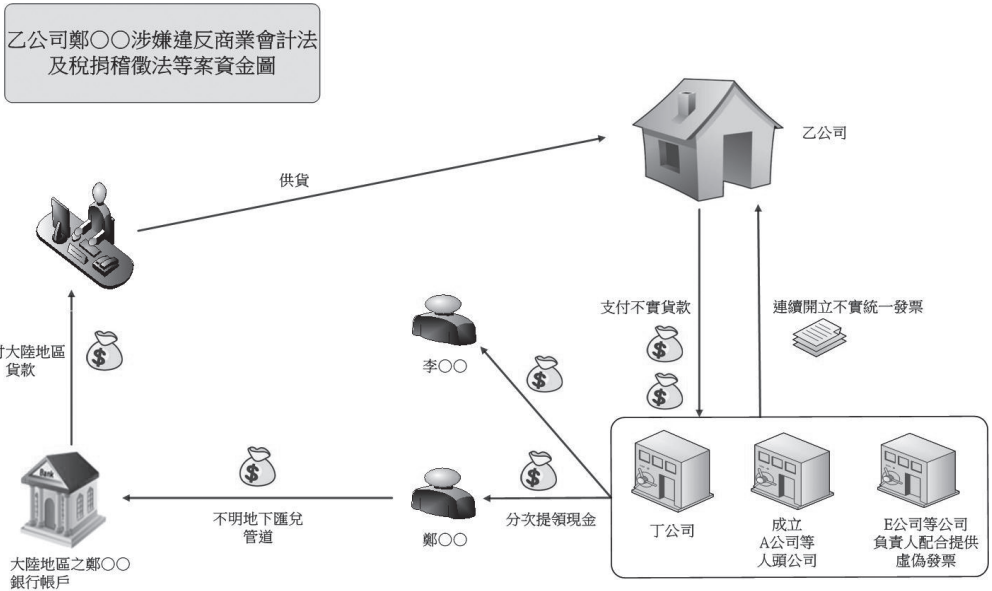 乙公司鄭〇〇涉嫌違反商業會計法
及稅捐稽徵法等案資金圖
乙公司
供貨
支付不實貨款
連續開立不實統一發票
大陸地區
貨款
李〇〇
Bank
不明地下匯兌
管道
鄭〇〇
分次提領現金
丁公司
成立
A公司等
人頭公司
E公司等公司
負責人配合提供
虛偽發票
大陸地區之鄭〇〇
銀行帳戶